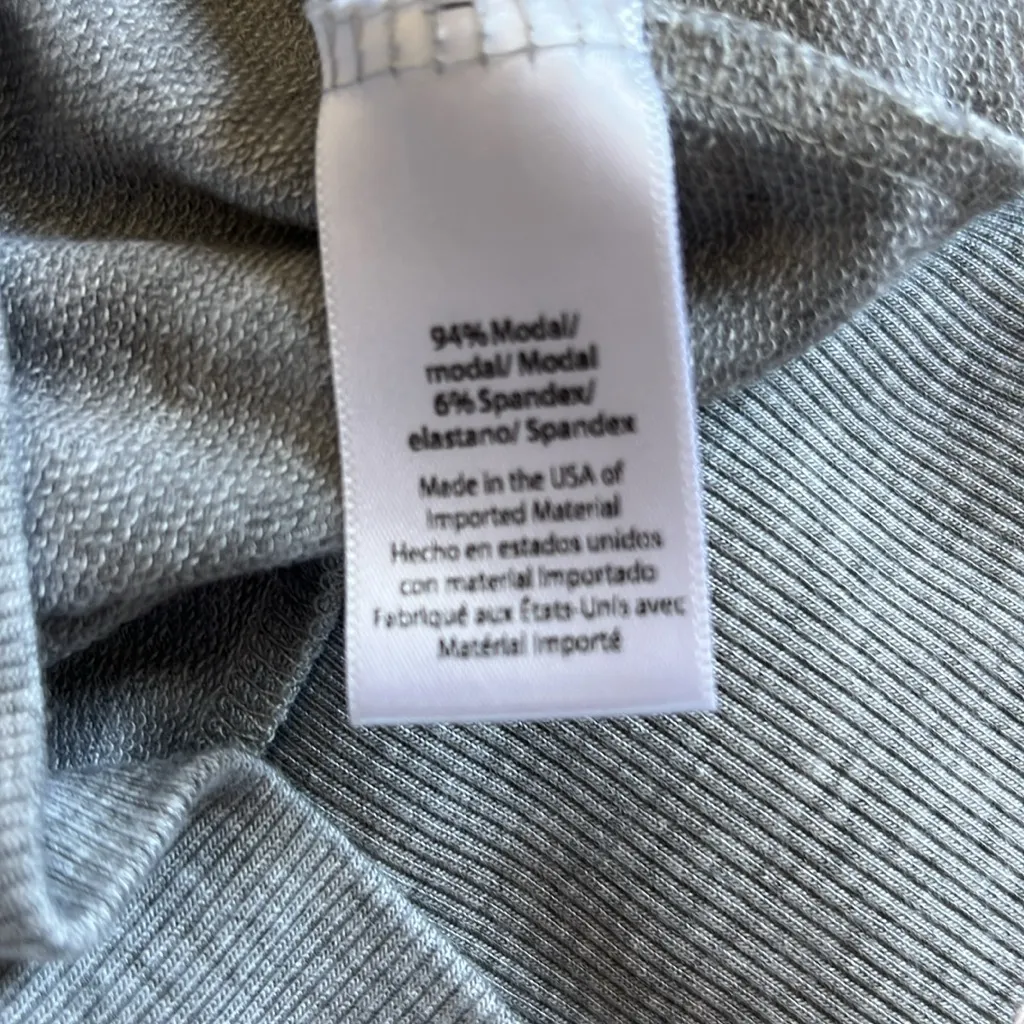 94% Modal/
modal/ Modal
6% Spandex/
elastano/ Spandex
Made in the USA of
Imported Material
Hecho en estados unidos
con material importado
Fabriqué aux États-Unis avec
Matérial importé